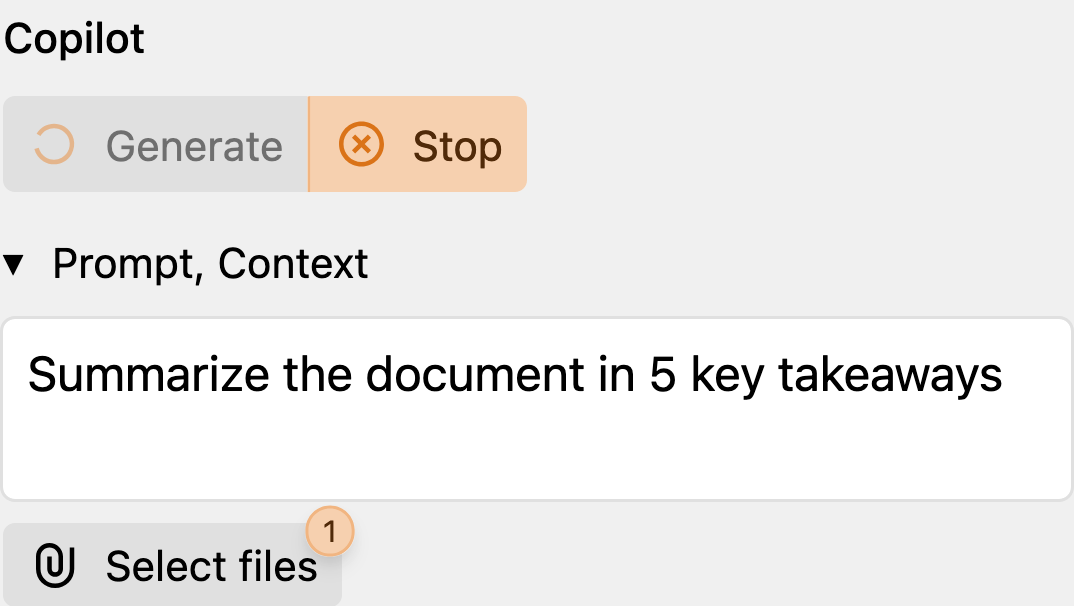 Copilot
Generate Stop
Prompt, Context
Summarize the document in 5 key takeaways
1
Select files